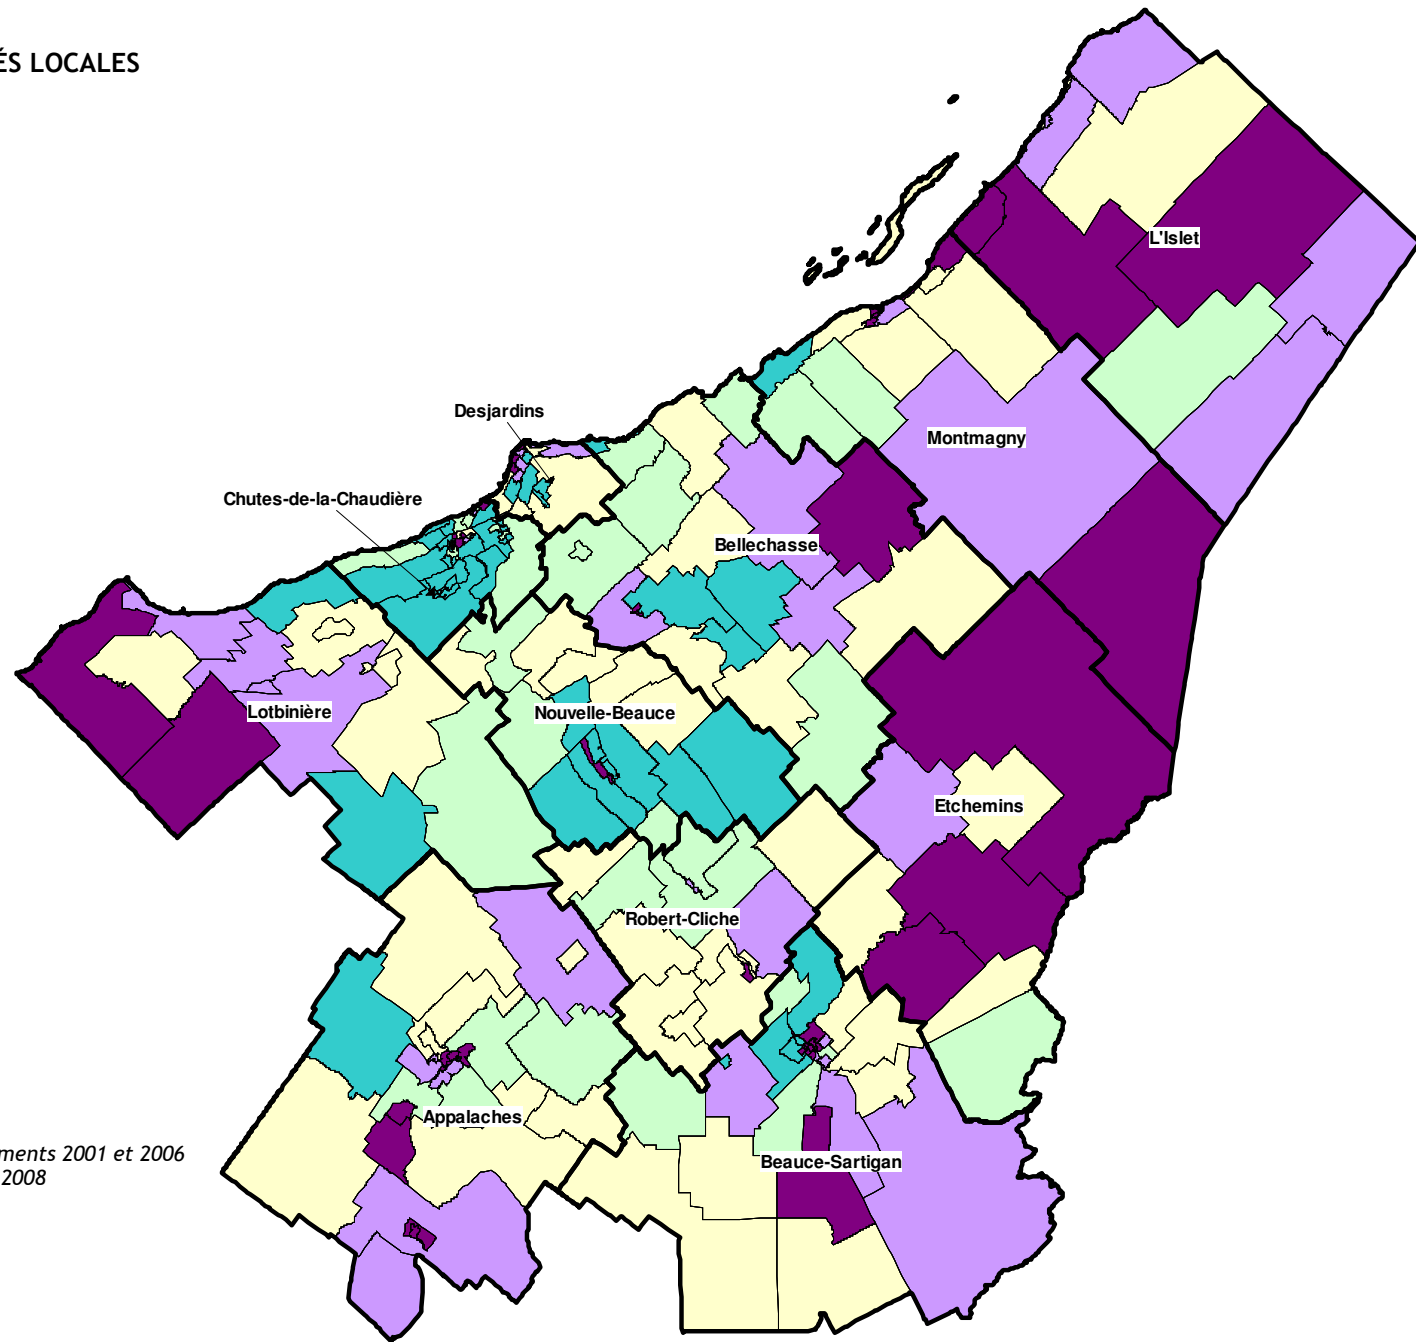 ÉS LOCALES
L'Islet
Desjardins
Montmagny
Chutes-de-la-Chaudière
Bellechasse
Lotbinière
Nouvelle-Beauce
Etchemins
Robert-Cliche
Appalaches
ments 2001 et 2006
2008
Beauce-Sartigan